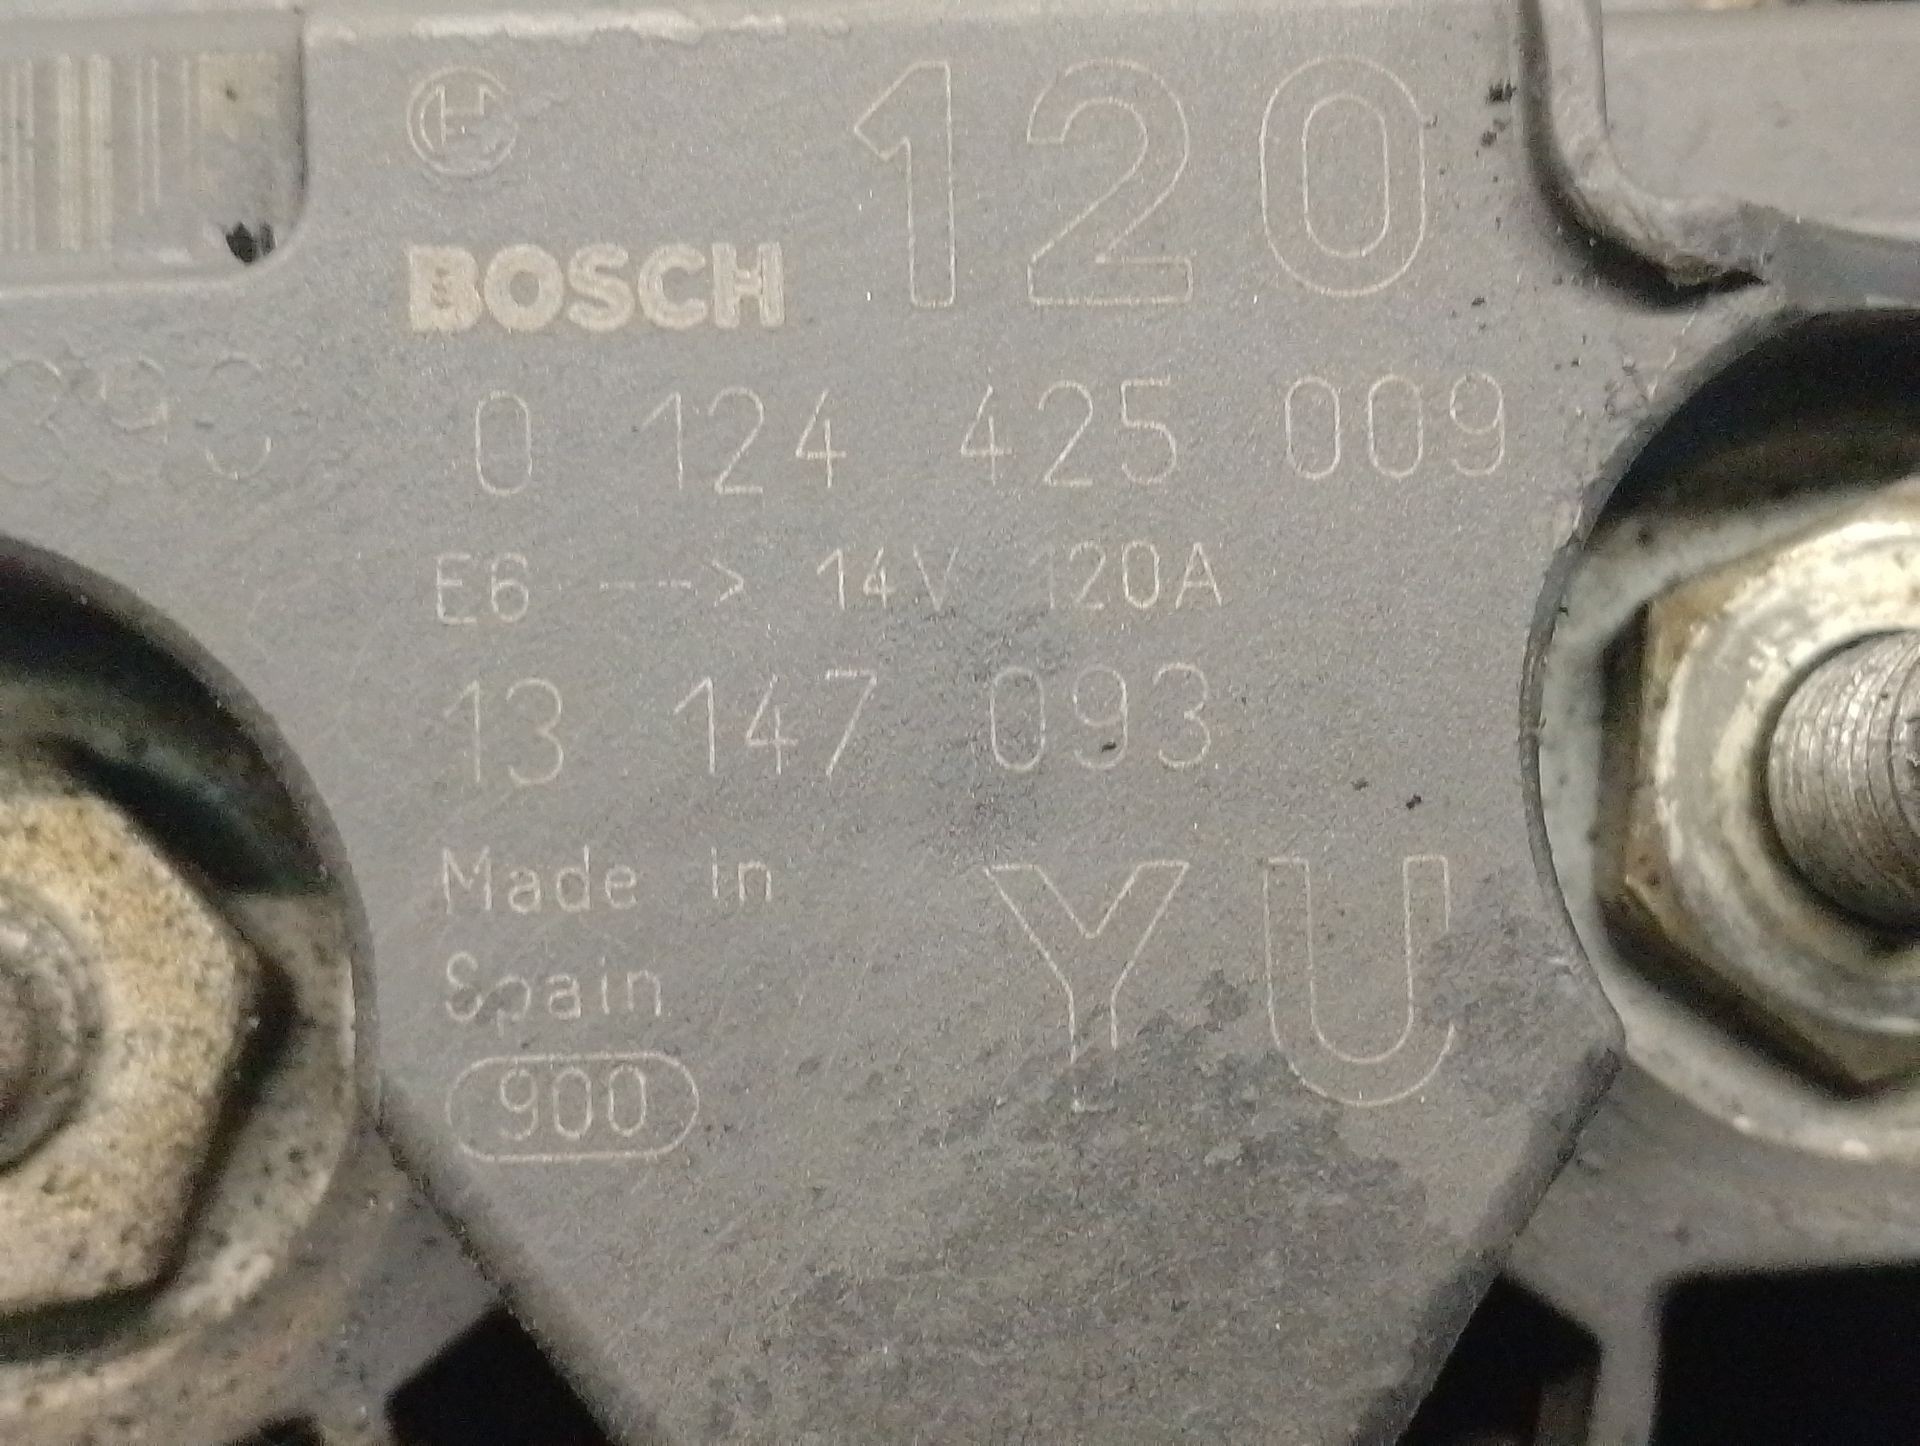 120
BOSCH
0 124 425 009
E6 --> 14V 120A
13 147 093
Made in
Spain
YU
900